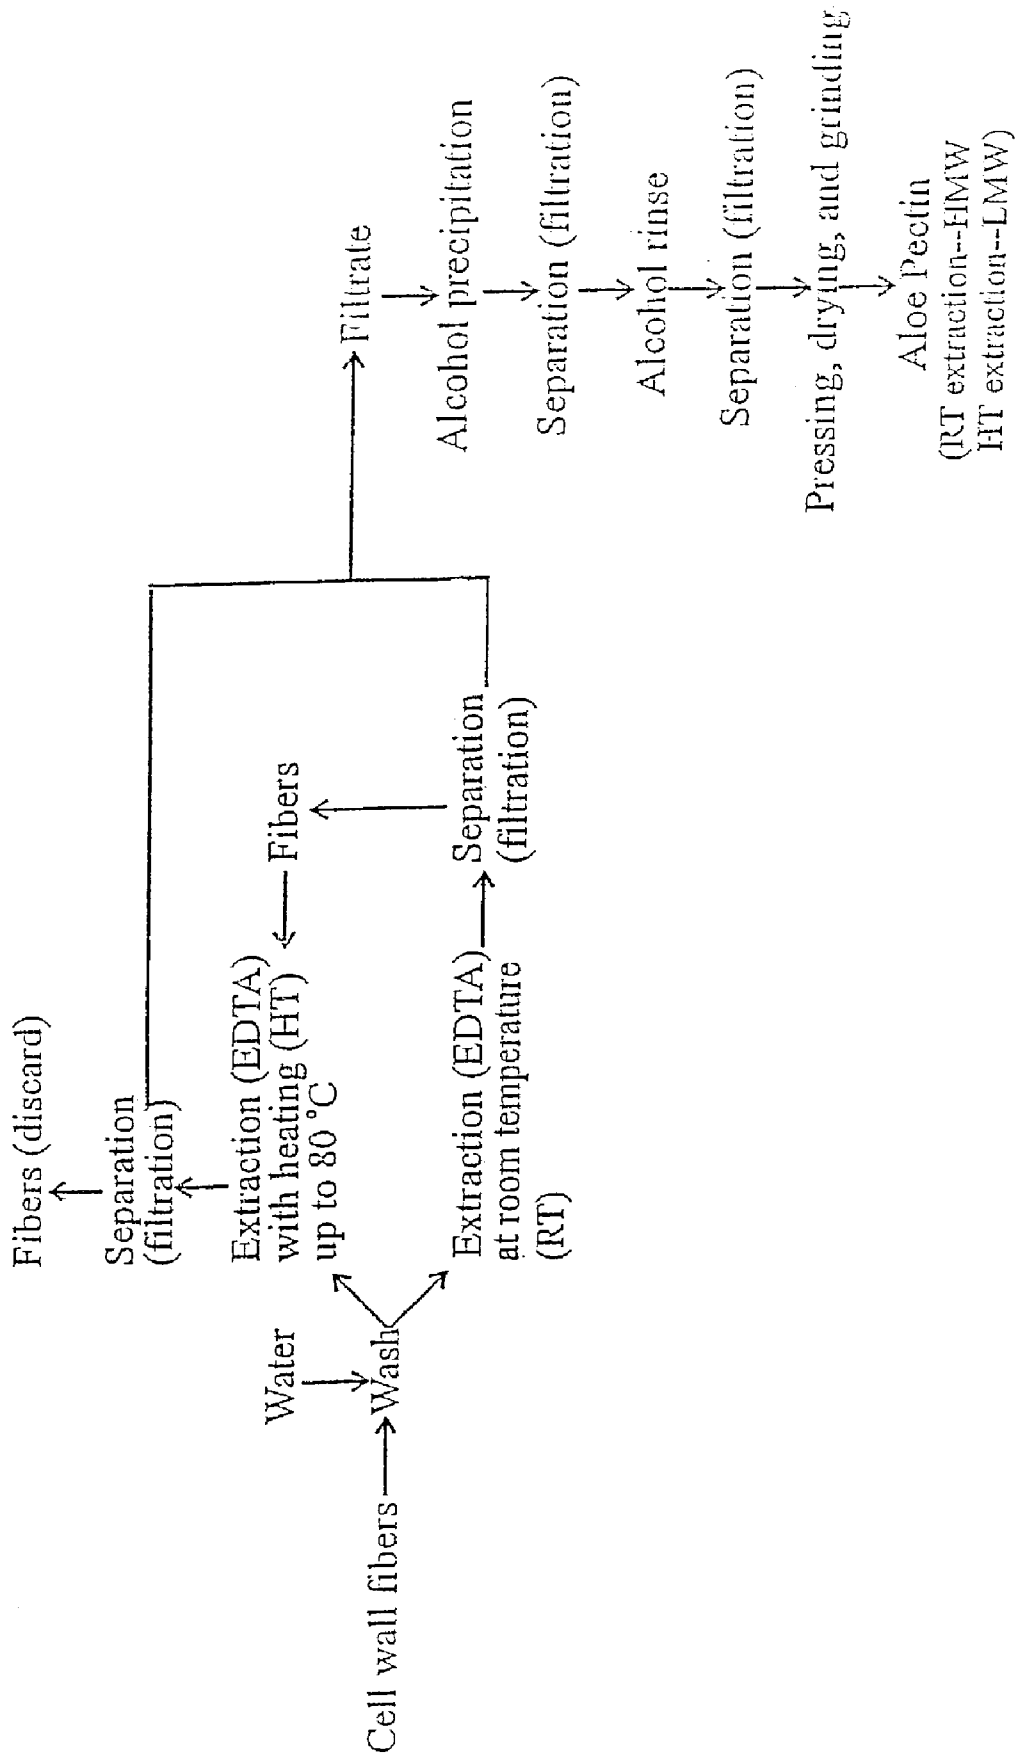 Cell wall fibers
Water
Wash
Fibers (discard)
Separation
(filtration)
Extraction (EDTA)
with heating (HT)
up to 80 °C
Fibers
Extraction (EDTA)
at room temperature
(RT)
Separation
(filtration)
Filtrate
Alcohol precipitation
Separation (filtration)
Alcohol rinse
Separation (filtration)
Pressing, drying, and grinding
Aloe Pectin
(RT extraction--HMW
HT extraction--LMW)